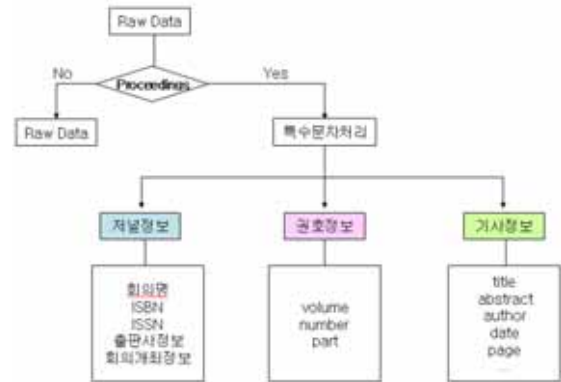 Raw Data
No
Proceedings
Yes
Raw Data
특수문자처리
저널정보
권호정보
기사정보
회의명
ISBN
ISSN
출판사정보
회의개최정보
volume
number
part
title
abstract
author
date
page
...